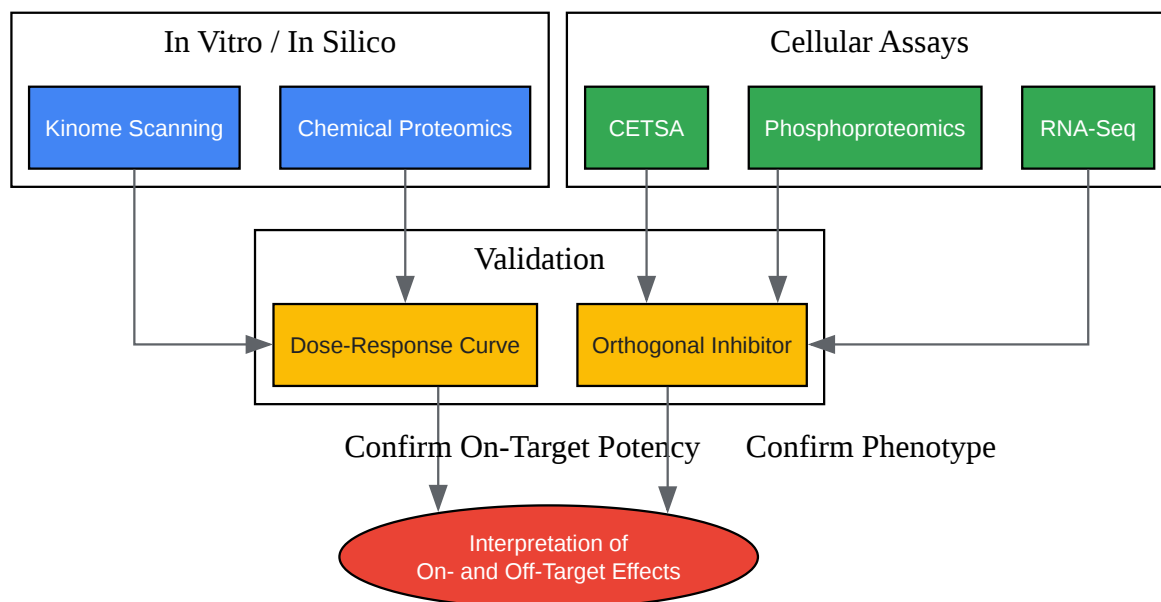 In Vitro / In Silico
Cellular Assays
Kinome Scanning
Chemical Proteomics
CETSA
Phosphoproteomics
RNA-Seq
Validation
Dose-Response Curve
Orthogonal Inhibitor
Confirm On-Target Potency
Confirm Phenotype
Interpretation of
On- and Off-Target Effects